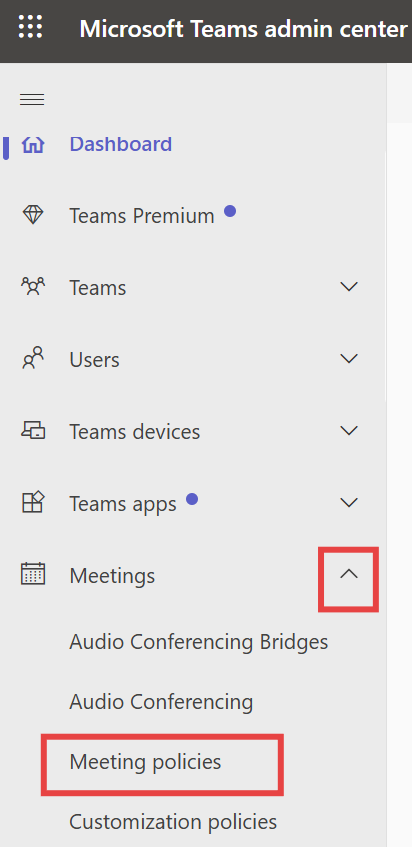 Microsoft Teams admin center
Dashboard
Teams Premium
Teams
Users
Teams devices
Teams apps
Meetings
Audio Conferencing Bridges
Audio Conferencing
Meeting policies
Customization policies